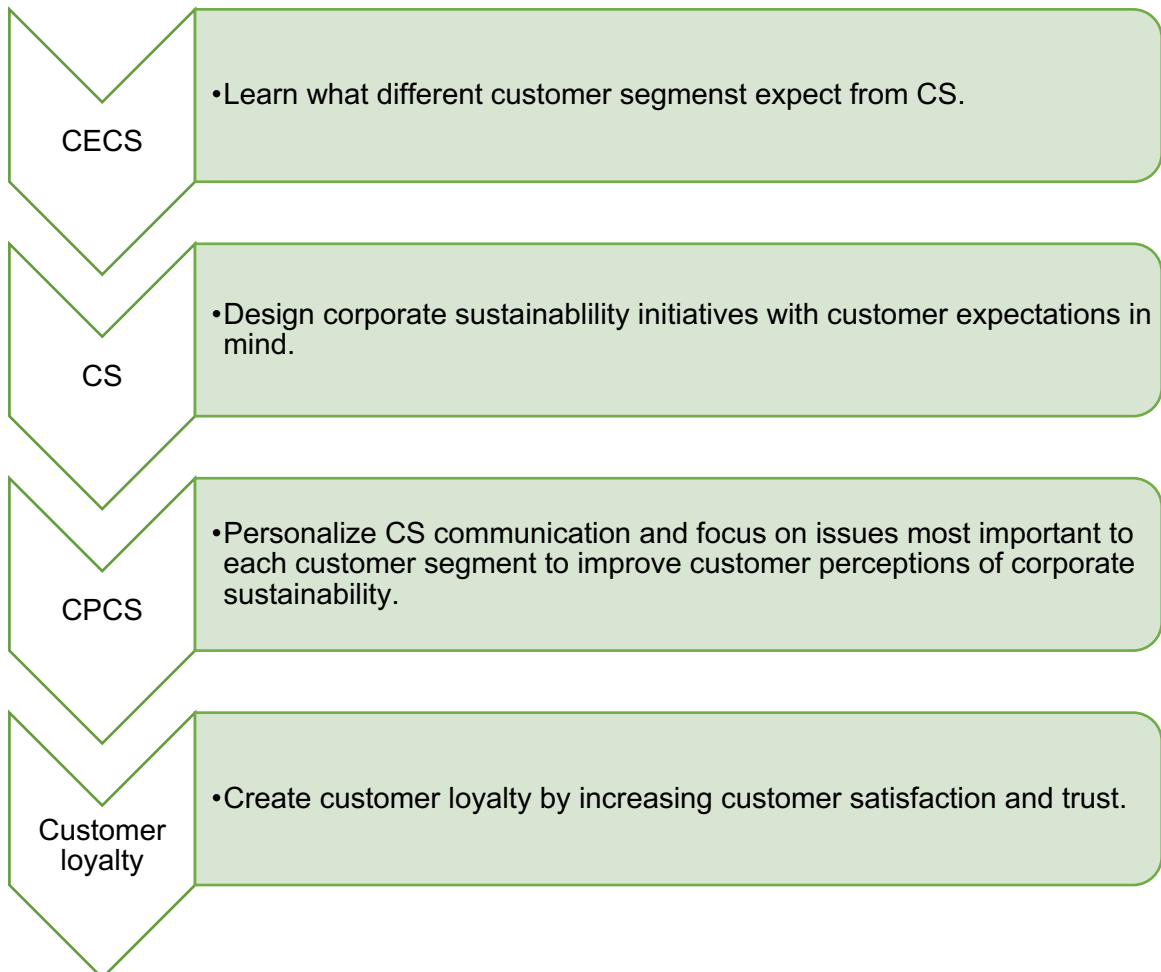 CECS
•Learn what different customer segmenst expect from CS.
CS
•Design corporate sustainablility initiatives with customer expectations in
mind.
CPCS
•Personalize CS communication and focus on issues most important to
each customer segment to improve customer perceptions of corporate
sustainability.
Customer
loyalty
•Create customer loyalty by increasing customer satisfaction and trust.